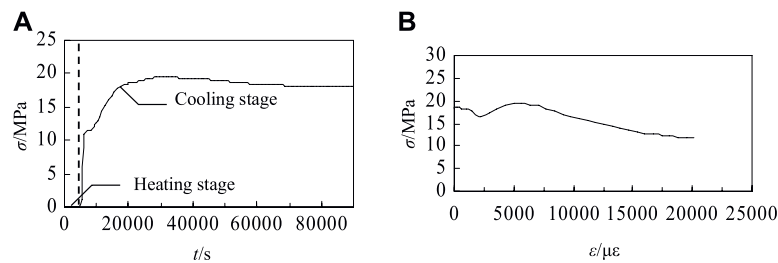 A
25
20
15
10
5
0
σ/MPa
Cooling stage
Heating stage
0 20000 40000 60000 80000
t/s
B
30
25
20
15
10
5
0
σ/MPa
0 5000 10000 15000 20000 25000
ε/με